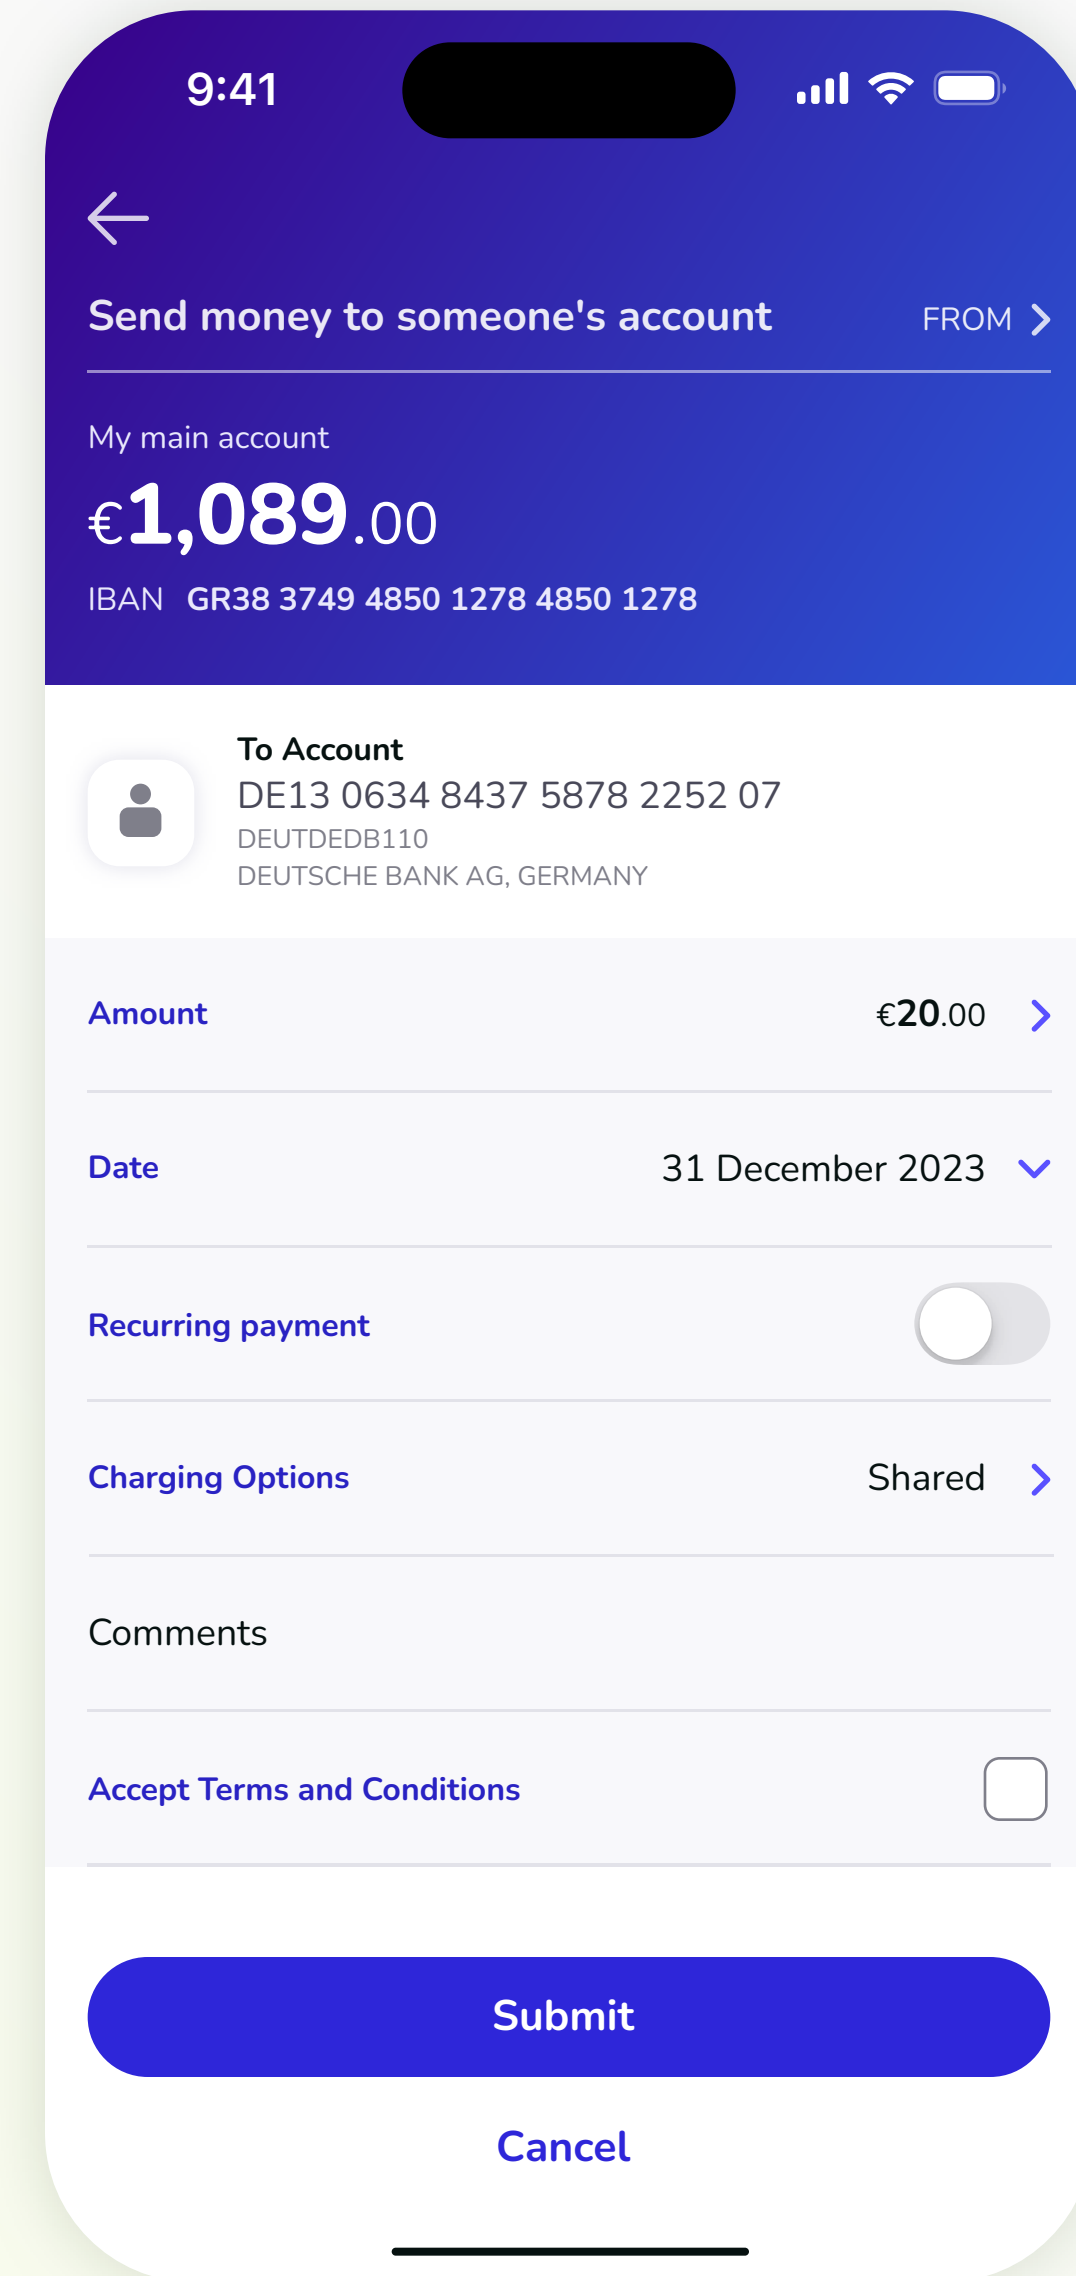 9:41
Send money to someone's account FROM
My main account
€1,089.00
IBAN GR38 3749 4850 1278 4850 1278
To Account
DE13 0634 8437 5878 2252 07
DEUTDEDB110
DEUTSCHE BANK AG, GERMANY
Amount €20.00
Date 31 December 2023
Recurring payment
Charging Options Shared
Comments
Accept Terms and Conditions
Submit
Cancel